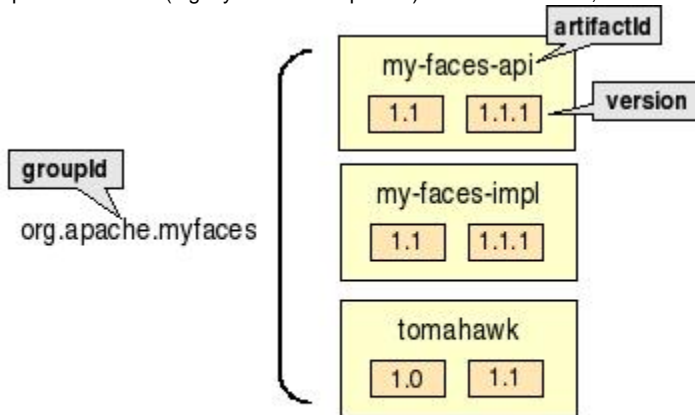 artifactId
my-faces-api
1.1 1.1.1
version
groupId
org.apache.myfaces
my-faces-impl
1.1 1.1.1
tomahawk
1.0 1.1